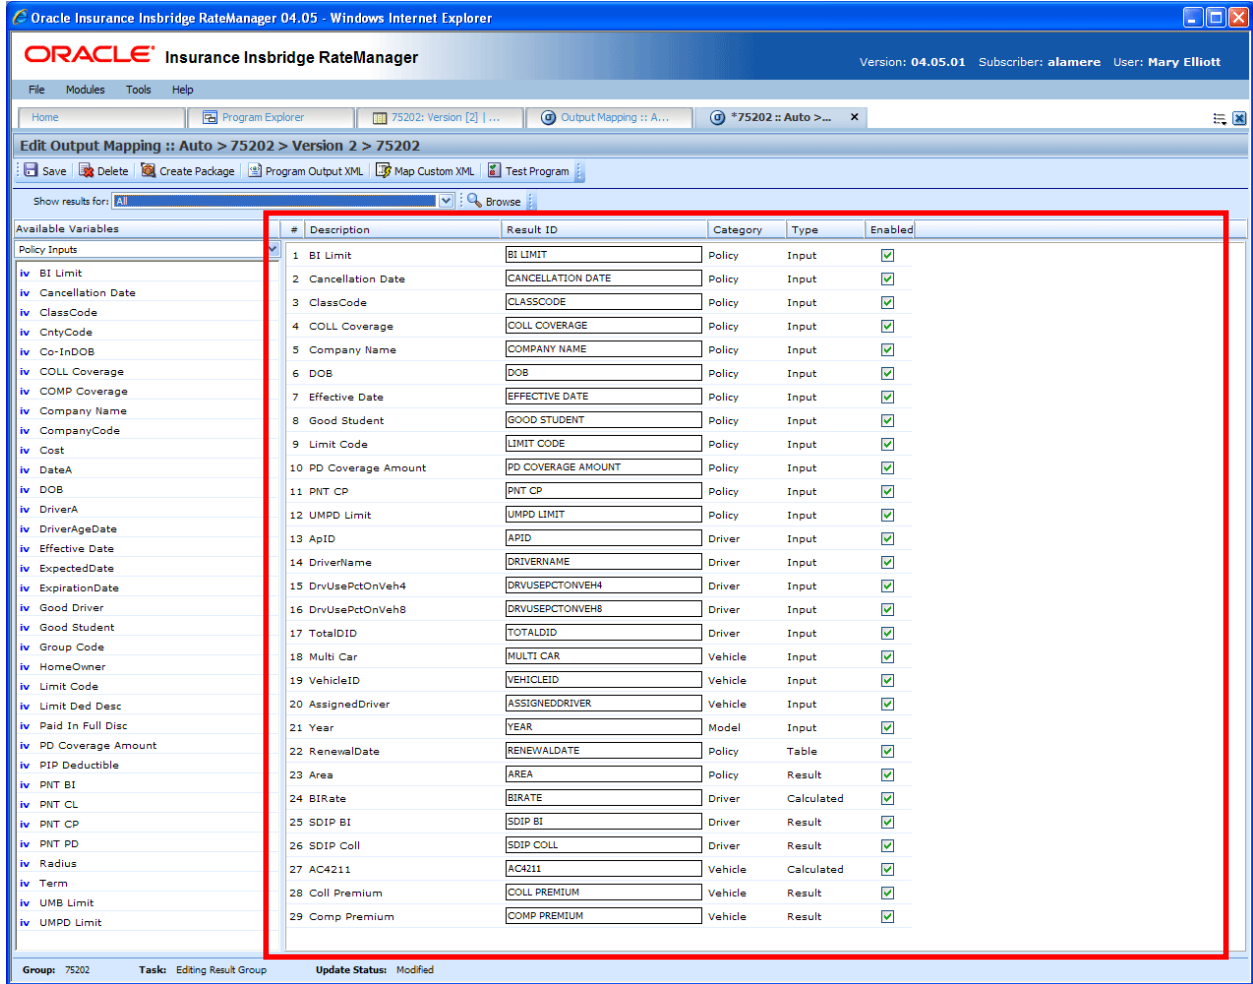 Oracle Insurance Insbridge RateManager 04.05 - Windows Internet Explorer
ORACLE Insurance Insbridge RateManager
Version: 04.05.01 Subscriber: alamere User: Mary Elliott
File Modules Tools Help
Home Program Explorer 75202: Version [2] | ... Output Mapping :: A... *75202 :: Auto >... x
Edit Output Mapping :: Auto > 75202 > Version 2 > 75202
Save Delete Create Package Program Output XML Map Custom XML Test Program
Show results for: All Browse
Available Variables
Policy Inputs
iv BI Limit
iv Cancellation Date
iv ClassCode
iv CntyCode
iv Co-InDOB
iv COLL Coverage
iv COMP Coverage
iv Company Name
iv CompanyCode
iv Cost
iv DateA
iv DOB
iv DriverA
iv DriverAgeDate
iv Effective Date
iv ExpectedDate
iv ExpirationDate
iv Good Driver
iv Good Student
iv Group Code
iv HomeOwner
iv Limit Code
iv Limit Ded Desc
iv Paid In Full Disc
iv PD Coverage Amount
iv PIP Deductible
iv PNT BI
iv PNT CL
iv PNT CP
iv PNT PD
iv Radius
iv Term
iv UMB Limit
iv UMPD Limit
# Description Result ID Category Type Enabled
1 BI Limit BI LIMIT Policy Input
2 Cancellation Date CANCELLATION DATE Policy Input
3 ClassCode CLASSCODE Policy Input
4 COLL Coverage COLL COVERAGE Policy Input
5 Company Name COMPANY NAME Policy Input
6 DOB DOB Policy Input
7 Effective Date EFFECTIVE DATE Policy Input
8 Good Student GOOD STUDENT Policy Input
9 Limit Code LIMIT CODE Policy Input
10 PD Coverage Amount PD COVERAGE AMOUNT Policy Input
11 PNT CP PNT CP Policy Input
12 UMPD Limit UMPD LIMIT Policy Input
13 ApID APID Driver Input
14 DriverName DRIVERNAME Driver Input
15 DrvUsePctOnVeh4 DRVUSEPCTONVEH4 Driver Input
16 DrvUsePctOnVeh8 DRVUSEPCTONVEH8 Driver Input
17 TotalDID TOTALDID Driver Input
18 Multi Car MULTI CAR Vehicle Input
19 VehicleID VEHICLEID Vehicle Input
20 AssignedDriver ASSIGNEDDRIVER Vehicle Input
21 Year YEAR Model Input
22 RenewalDate RENEWALDATE Policy Table
23 Area AREA Policy Result
24 BIRate BIRATE Driver Calculated
25 SDIP BI SDIP BI Driver Result
26 SDIP Coll SDIP COLL Driver Result
27 AC4211 AC4211 Vehicle Calculated
28 Coll Premium COLL PREMIUM Vehicle Result
29 Comp Premium COMP PREMIUM Vehicle Result
Group: 75202 Task: Editing Result Group Update Status: Modified